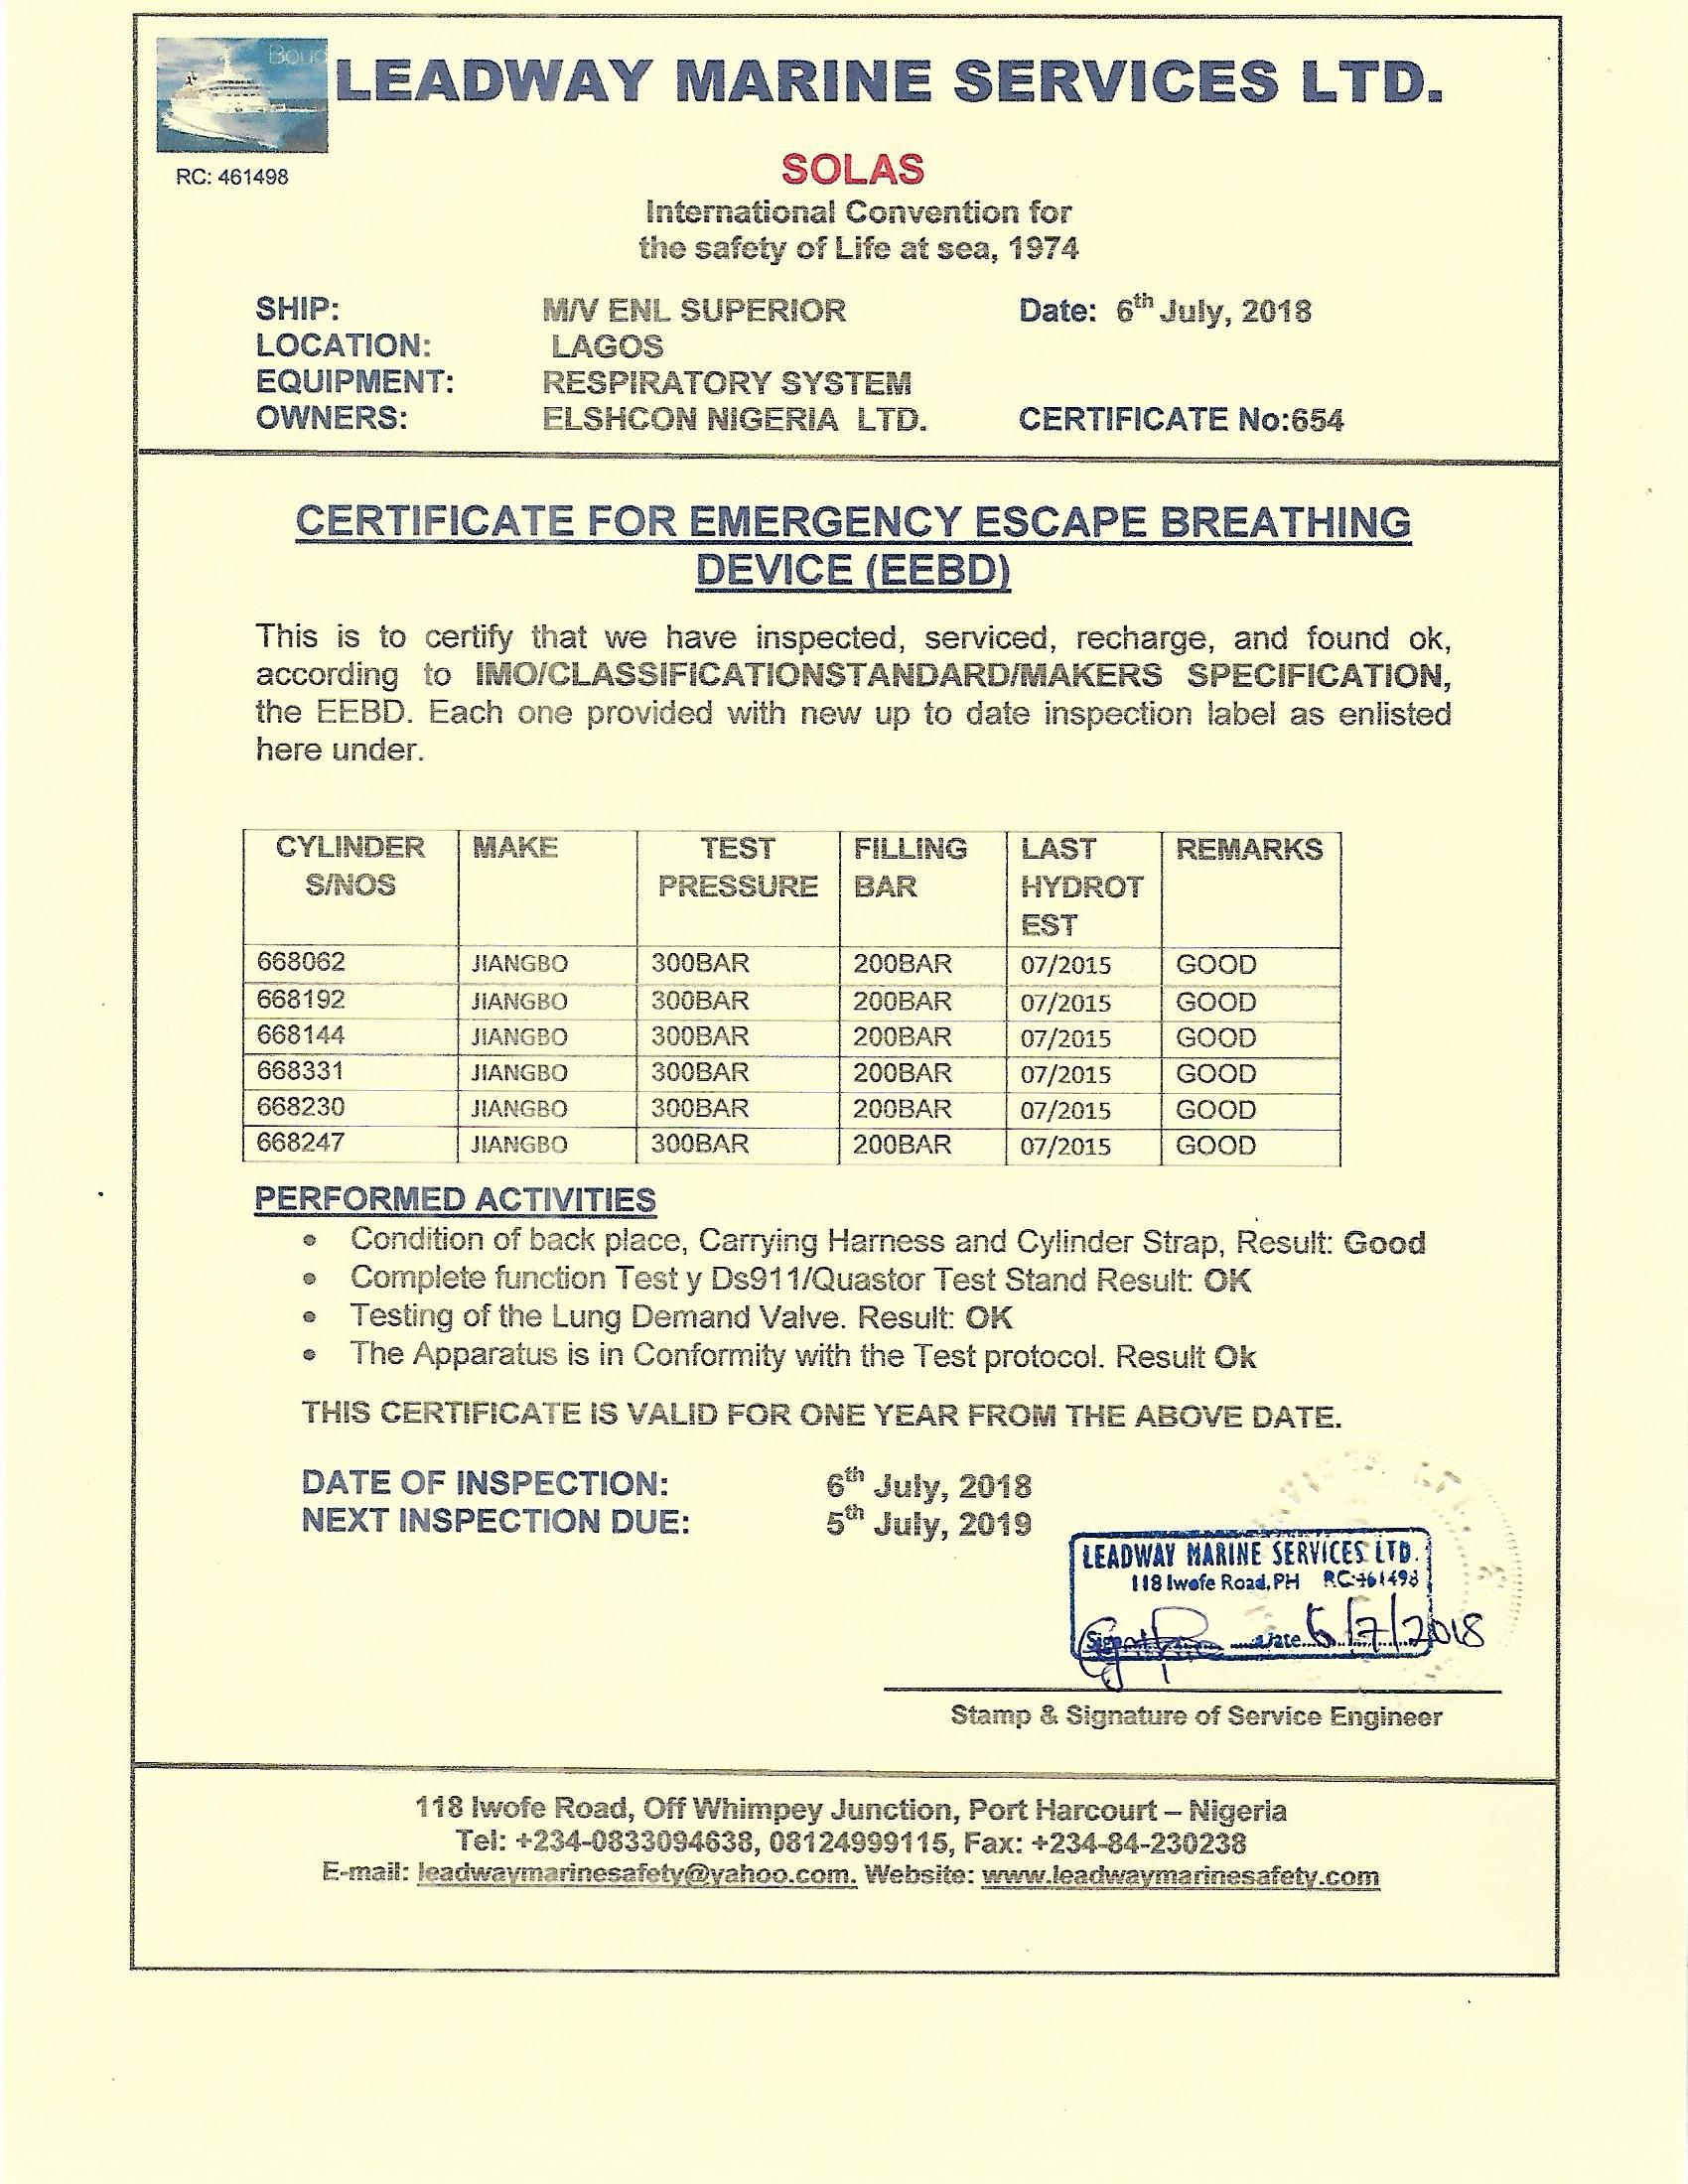 Boud
LEADWAY MARINE SERVICES LTD.
RC: 461498
SOLAS
International Convention for
the safety of Life at sea, 1974
SHIP: M/V ENL SUPERIOR Date: 6th July, 2018
LOCATION: LAGOS
EQUIPMENT: RESPIRATORY SYSTEM
OWNERS: ELSHCON NIGERIA LTD. CERTIFICATE No:654
CERTIFICATE FOR EMERGENCY ESCAPE BREATHING
DEVICE (EEBD)
This is to certify that we have inspected, serviced, recharge, and found ok,
according to IMO/CLASSIFICATIONSTANDARD/MAKERS SPECIFICATION,
the EEBD. Each one provided with new up to date inspection label as enlisted
here under.
CYLINDER MAKE TEST FILLING LAST REMARKS
S/NOS PRESSURE BAR HYDROT
EST
668062 JIANGBO 300BAR 200BAR 07/2015 GOOD
668192 JIANGBO 300BAR 200BAR 07/2015 GOOD
668144 JIANGBO 300BAR 200BAR 07/2015 GOOD
668331 JIANGBO 300BAR 200BAR 07/2015 GOOD
668230 JIANGBO 300BAR 200BAR 07/2015 GOOD
668247 JIANGBO 300BAR 200BAR 07/2015 GOOD
PERFORMED ACTIVITIES
• Condition of back place, Carrying Harness and Cylinder Strap, Result: Good
• Complete function Test y Ds911/Quastor Test Stand Result: OK
• Testing of the Lung Demand Valve. Result: OK
• The Apparatus is in Conformity with the Test protocol. Result Ok
THIS CERTIFICATE IS VALID FOR ONE YEAR FROM THE ABOVE DATE.
DATE OF INSPECTION: 6th July, 2018
NEXT INSPECTION DUE: 5th July, 2019
LEADWAY MARINE SERVICES LTD.
118 Iwofe Road, PH RC:461498
Sign Date 6/7/2018
Stamp & Signature of Service Engineer
118 Iwofe Road, Off Whimpey Junction, Port Harcourt – Nigeria
Tel: +234-0833094638, 08124999115, Fax: +234-84-230238
E-mail: leadwaymarinesafety@yahoo.com. Website: www.leadwaymarinesafety.com